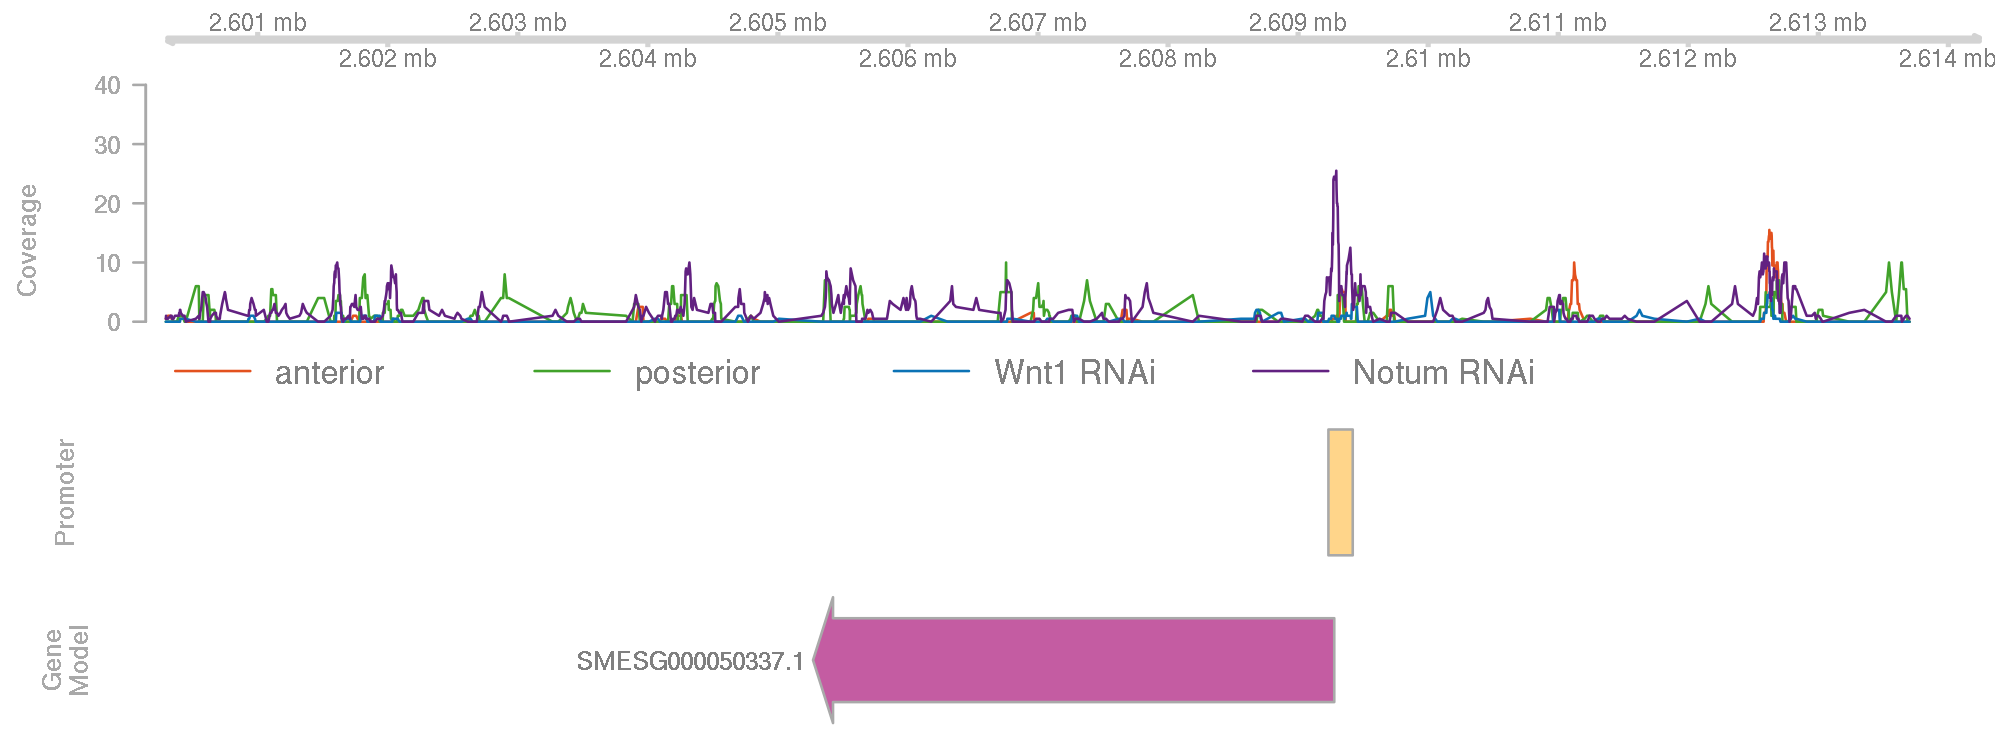 2.601 mb 2.603 mb 2.605 mb 2.607 mb 2.609 mb 2.611 mb 2.613 mb
2.602 mb 2.604 mb 2.606 mb 2.608 mb 2.61 mb 2.612 mb 2.614 mb
40
30
20
10
0
Coverage
anterior posterior Wnt1 RNAi Notum RNAi
Promoter
Gene
Model
SMESG000050337.1